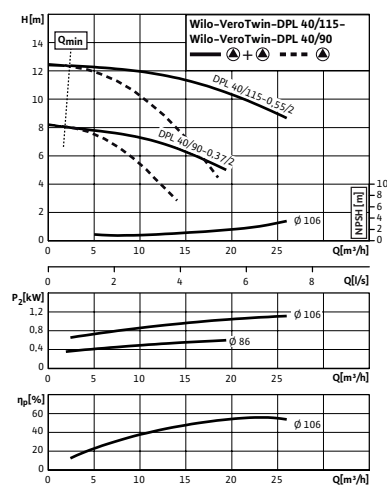 H[m]
Wilo-VeroTwin-DPL 40/115-
Wilo-VeroTwin-DPL 40/90
+
Qmin
14
12
10
8
6
4
2
0
DPL 40/115-0,55/2
DPL 40/90-0,37/2
Ø 106
10
8
6
4
2
0
NPSH [m]
0 5 10 15 20 25 Q[m³/h]
0 2 4 6 8 Q[l/s]
P₂[kW]
1,2
0,8
0,4
0
Ø 106
Ø 86
0 5 10 15 20 25 Q[m³/h]
ηp[%]
60
40
20
0
Ø 106
0 5 10 15 20 25 Q[m³/h]